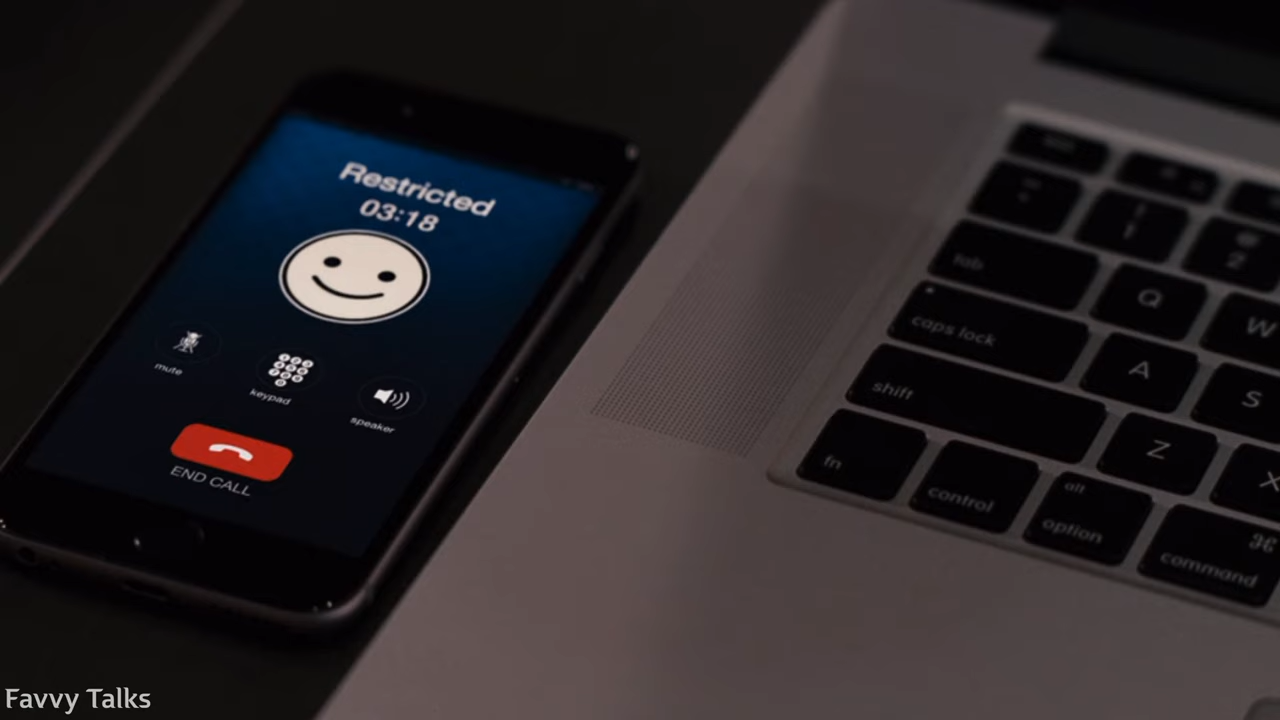 Restricted
03:18
mute
keypad
speaker
END CALL
2
tab
Q
W
caps lock
A
S
shift
Z
X
fn
control
alt
option
⌘
command
Favvy Talks